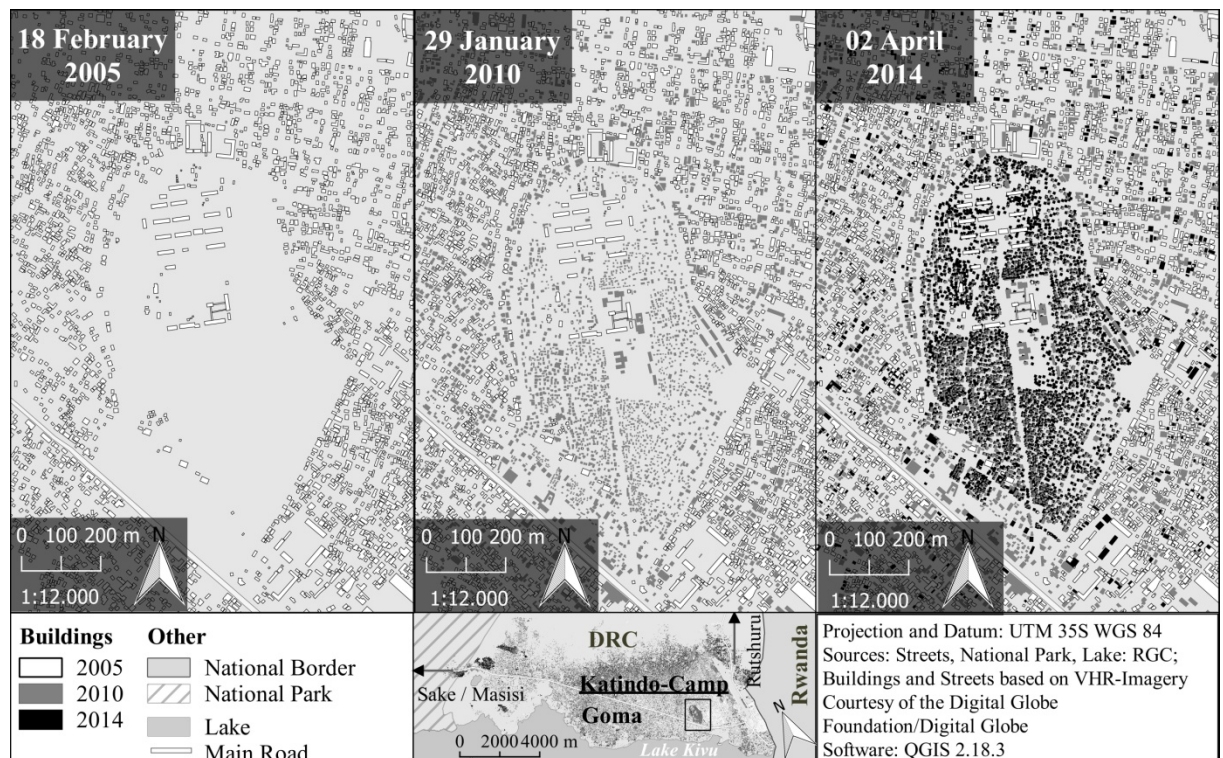 18 February
2005
29 January
2010
02 April
2014
N
0 100 200 m
1:12.000
N
0 100 200 m
1:12.000
N
0 100 200 m
1:12.000
Buildings
2005
2010
2014
Other
National Border
National Park
Lake
Main Road
DRC
Rutshuru
Rwanda
Sake / Masisi
Katindo-Camp
Goma
N
0 2000 4000 m
Lake Kivu
Projection and Datum: UTM 35S WGS 84
Sources: Streets, National Park, Lake: RGC;
Buildings and Streets based on VHR-Imagery
Courtesy of the Digital Globe
Foundation/Digital Globe
Software: QGIS 2.18.3